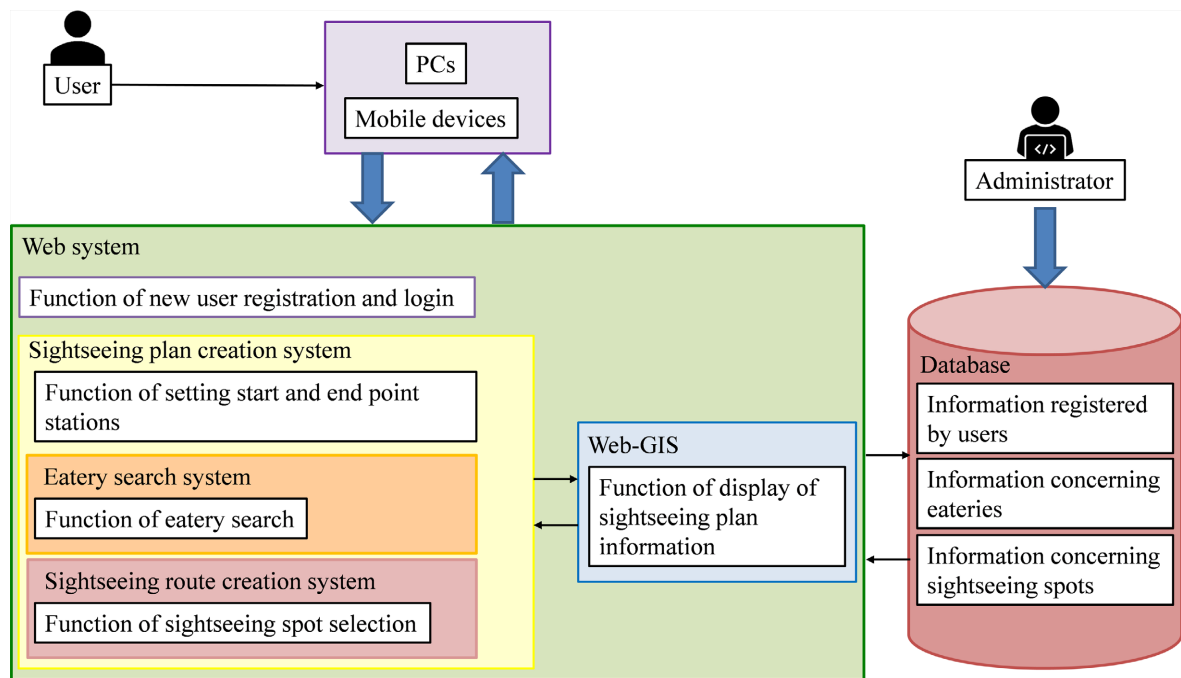 User
PCs
Mobile devices
Administrator
Web system
Function of new user registration and login
Sightseeing plan creation system
Function of setting start and end point
stations
Eatery search system
Function of eatery search
Sightseeing route creation system
Function of sightseeing spot selection
Web-GIS
Function of display of
sightseeing plan
information
Database
Information registered
by users
Information concerning
eateries
Information concerning
sightseeing spots